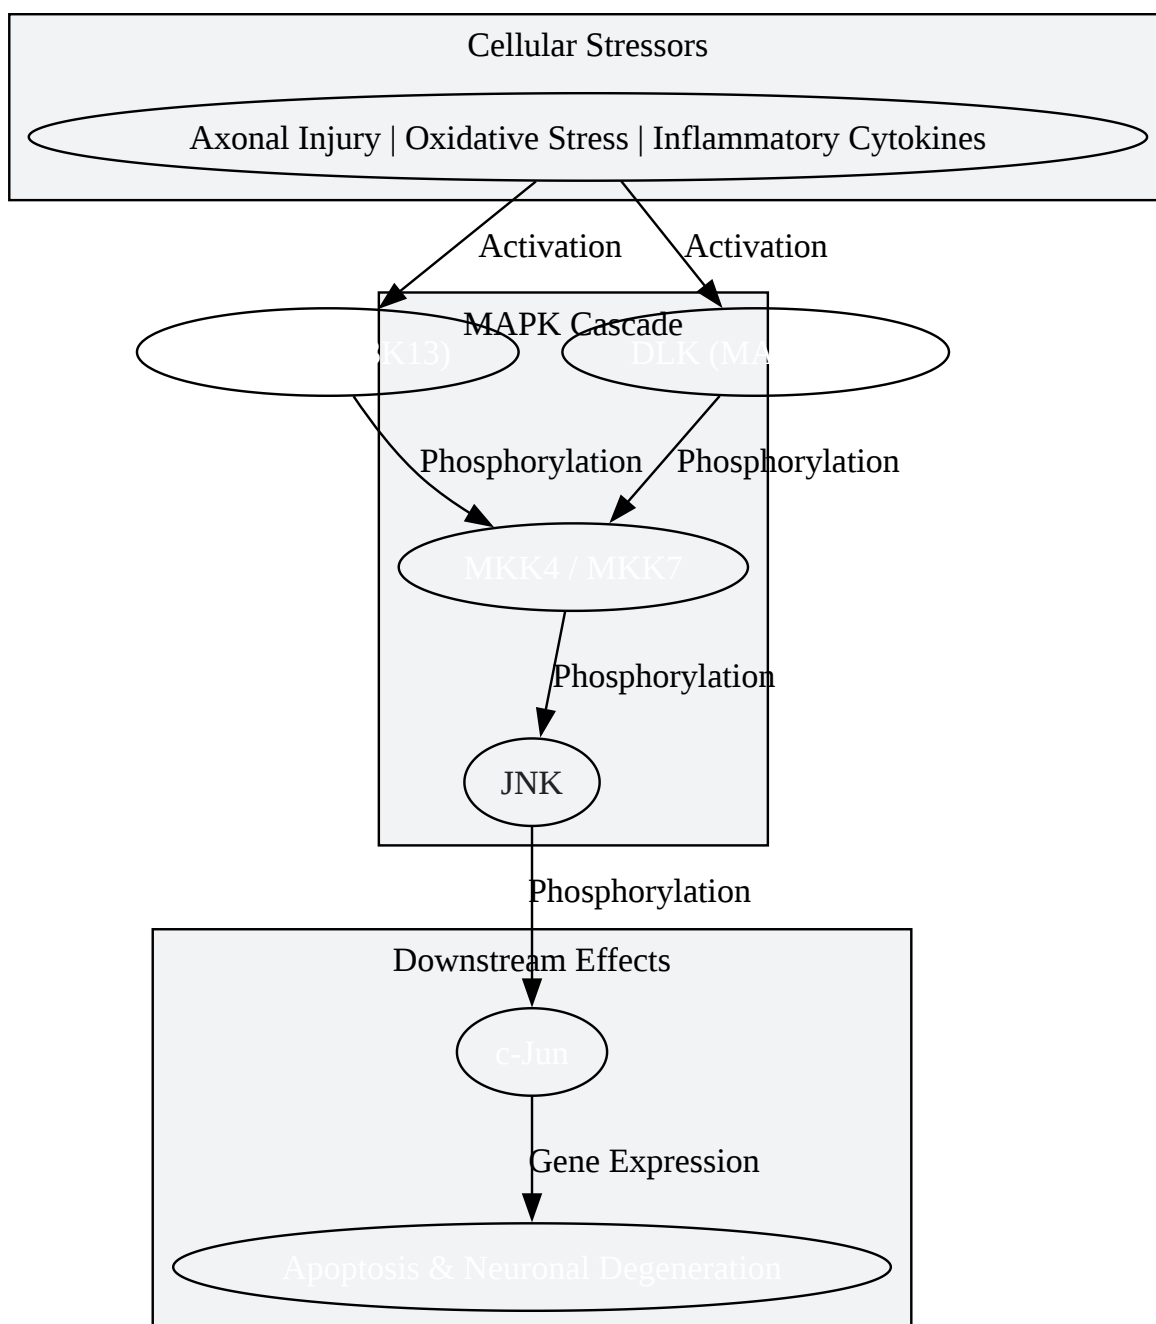 Cellular Stressors
Axonal Injury | Oxidative Stress | Inflammatory Cytokines
Activation
Activation
MAPK Cascade
K13)
DLK (MA
Phosphorylation
Phosphorylation
MKK4 / MKK7
Phosphorylation
JNK
Phosphorylation
Downstream Effects
c-Jun
Gene Expression
Apoptosis & Neuronal Degeneration